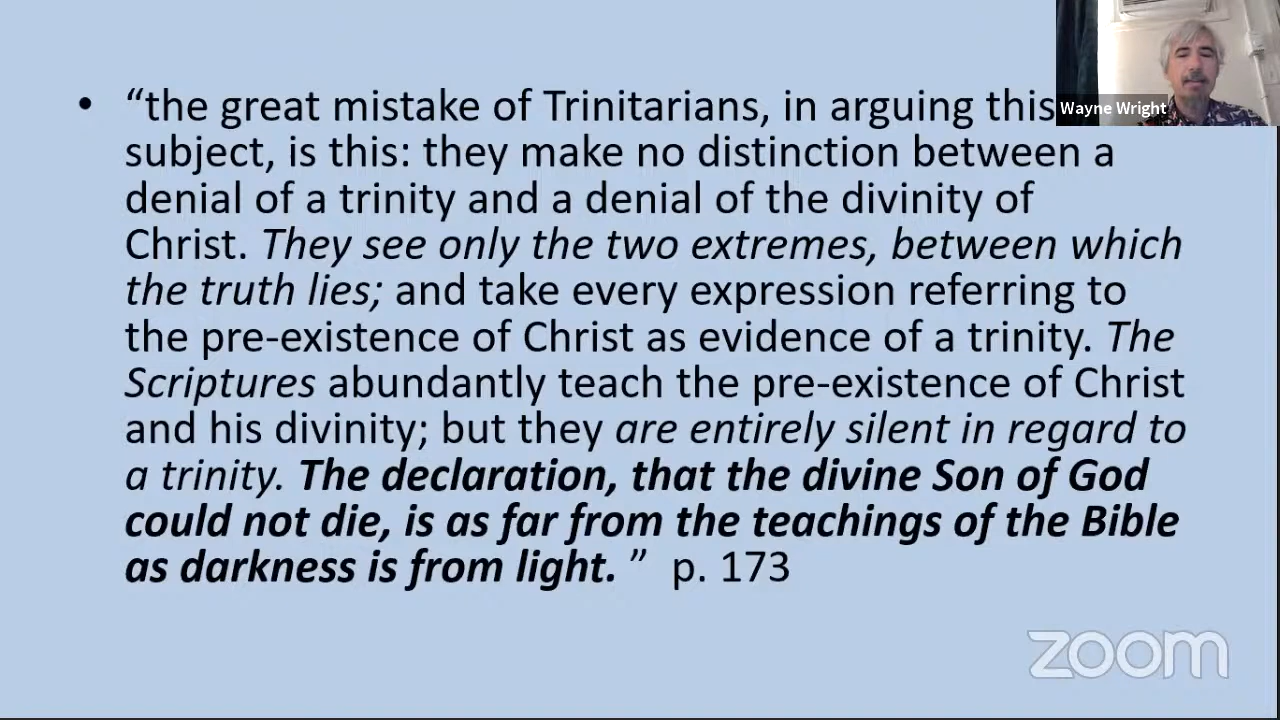 • “the great mistake of Trinitarians, in arguing this
subject, is this: they make no distinction between a
denial of a trinity and a denial of the divinity of
Christ. They see only the two extremes, between which
the truth lies; and take every expression referring to
the pre-existence of Christ as evidence of a trinity. The
Scriptures abundantly teach the pre-existence of Christ
and his divinity; but they are entirely silent in regard to
a trinity. The declaration, that the divine Son of God
could not die, is as far from the teachings of the Bible
as darkness is from light. ” p. 173
Wayne Wright
zoom